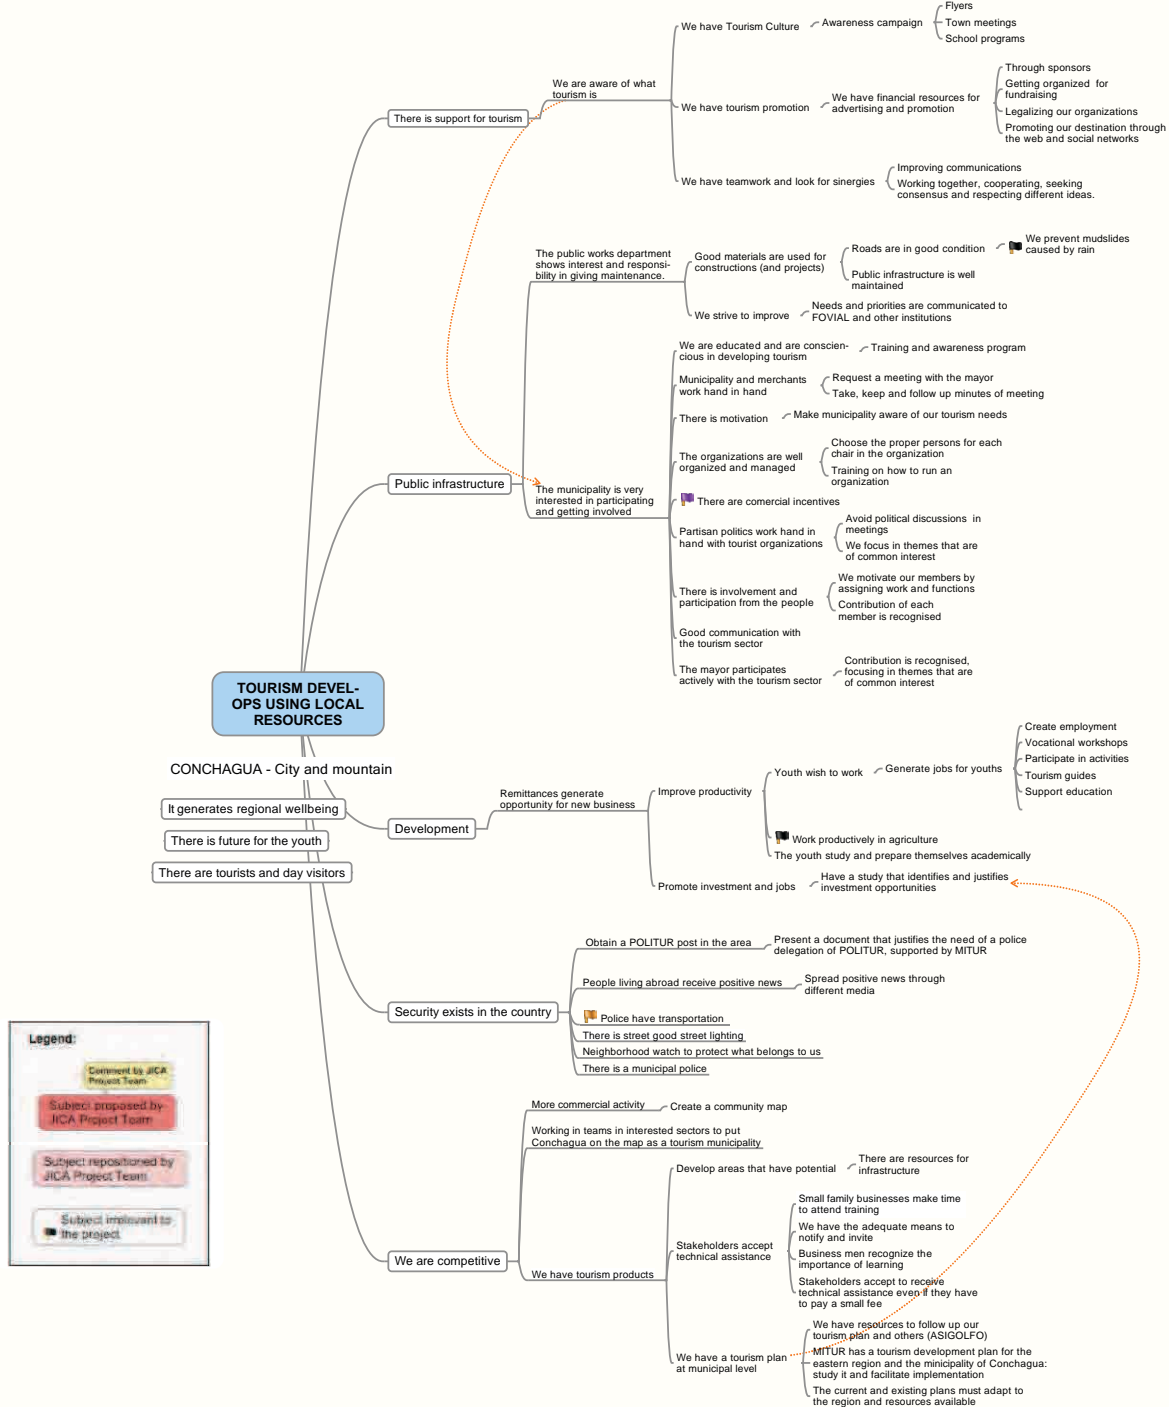 Flyers
We have Tourism Culture
Awareness campaign
Town meetings
School programs
We are aware of what
tourism is
Through sponsors
Getting organized for
fundraising
We have tourism promotion
We have financial resources for
advertising and promotion
Legalizing our organizations
Promoting our destination through
the web and social networks
There is support for tourism
We have teamwork and look for sinergies
Improving communications
Working together, cooperating, seeking
consensus and respecting different ideas.
The public works department
shows interest and responsi-
bility in giving maintenance.
Good materials are used for
constructions (and projects)
Roads are in good condition
We prevent mudslides
caused by rain
Public infrastructure is well
maintained
We strive to improve
Needs and priorities are communicated to
FOVIAL and other institutions
We are educated and are conscien-
cious in developing tourism
Training and awareness program
Municipality and merchants
work hand in hand
Request a meeting with the mayor
Take, keep and follow up minutes of meeting
There is motivation
Make municipality aware of our tourism needs
The organizations are well
organized and managed
Choose the proper persons for each
chair in the organization
Training on how to run an
organization
Public infrastructure
The municipality is very
interested in participating
and getting involved
There are comercial incentives
Partisan politics work hand in
hand with tourist organizations
Avoid political discussions in
meetings
We focus in themes that are
of common interest
There is involvement and
participation from the people
We motivate our members by
assigning work and functions
Contribution of each
member is recognised
Good communication with
the tourism sector
The mayor participates
actively with the tourism sector
Contribution is recognised,
focusing in themes that are
of common interest
TOURISM DEVEL-
OPS USING LOCAL
RESOURCES
CONCHAGUA - City and mountain
It generates regional wellbeing
There is future for the youth
There are tourists and day visitors
Development
Remittances generate
opportunity for new business
Improve productivity
Youth wish to work
Generate jobs for youths
Create employment
Vocational workshops
Participate in activities
Tourism guides
Support education
Work productively in agriculture
The youth study and prepare themselves academically
Promote investment and jobs
Have a study that identifies and justifies
investment opportunities
Security exists in the country
Obtain a POLITUR post in the area
Present a document that justifies the need of a police
delegation of POLITUR, supported by MITUR
People living abroad receive positive news
Spread positive news through
different media
Police have transportation
There is street good street lighting
Neighborhood watch to protect what belongs to us
There is a municipal police
Legend:
Comment by JICA
Project Team
Subject proposed by
JICA Project Team
Subject repositioned by
JICA Project Team
Subject irrelevant to
the project
We are competitive
More commercial activity
Create a community map
Working in teams in interested sectors to put
Conchagua on the map as a tourism municipality
We have tourism products
Develop areas that have potential
There are resources for
infrastructure
Stakeholders accept
technical assistance
Small family businesses make time
to attend training
We have the adequate means to
notify and invite
Business men recognize the
importance of learning
Stakeholders accept to receive
technical assistance even if they have
to pay a small fee
We have a tourism plan
at municipal level
We have resources to follow up our
tourism plan and others (ASIGOLFO)
MITUR has a tourism development plan for the
eastern region and the minicipality of Conchagua:
study it and facilitate implementation
The current and existing plans must adapt to
the region and resources available